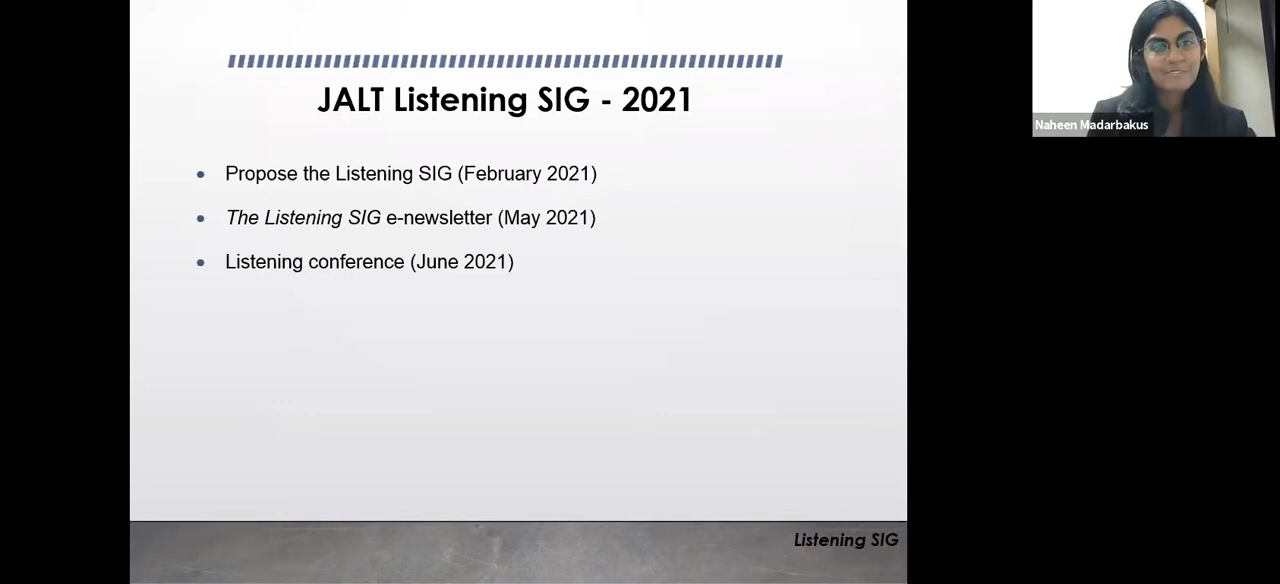 JALT Listening SIG - 2021
Naheen Madarbakus
• Propose the Listening SIG (February 2021)
• The Listening SIG e-newsletter (May 2021)
• Listening conference (June 2021)
Listening SIG